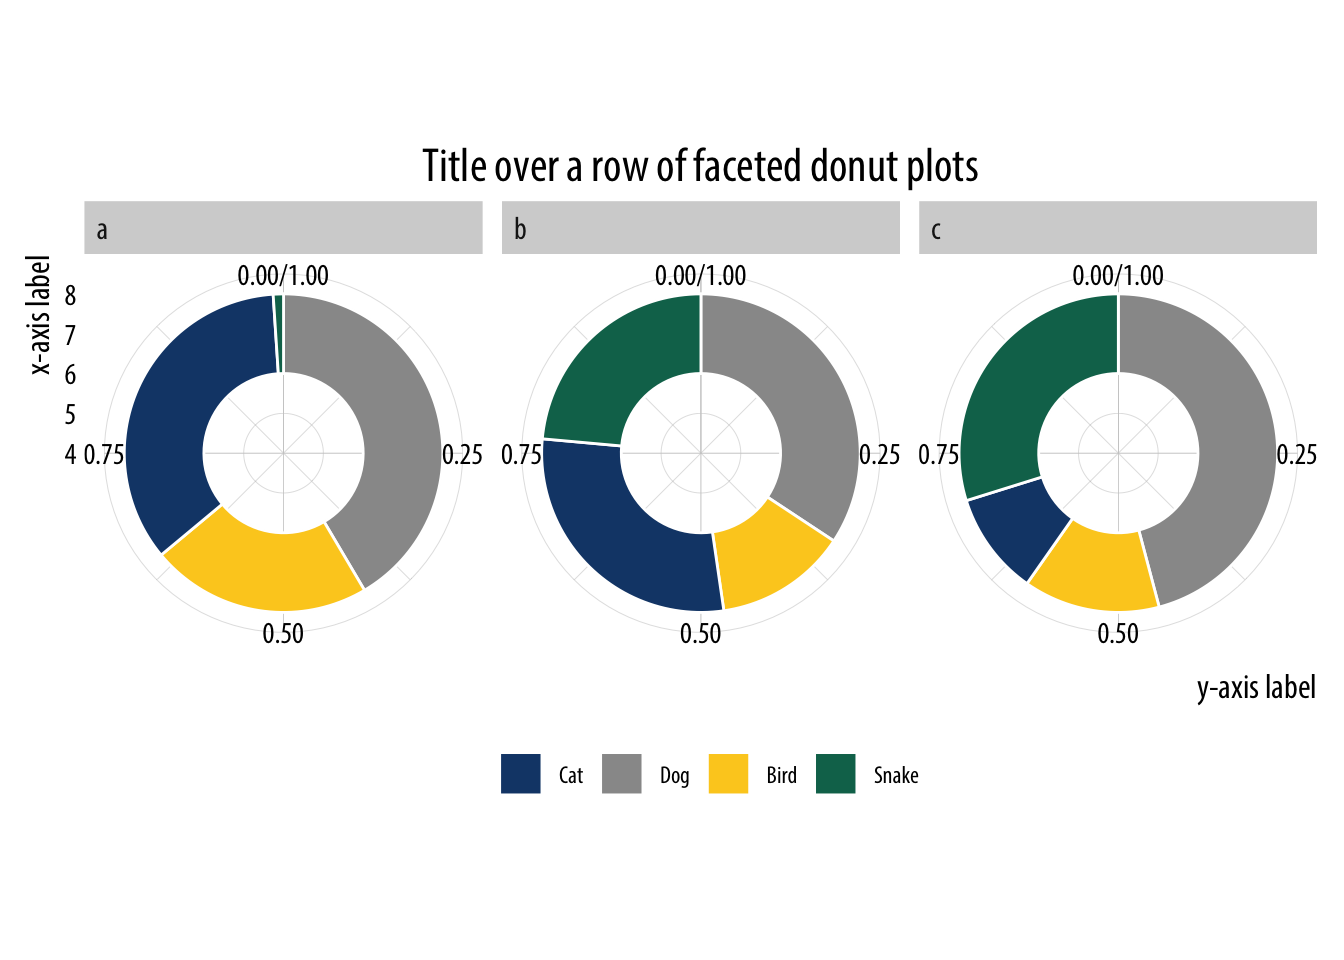 Title over a row of faceted donut plots
a
b
c
x-axis label
8
7
6
5
4
0.00/1.00
0.75
0.25
0.50
0.00/1.00
0.75
0.25
0.50
0.00/1.00
0.75
0.25
0.50
y-axis label
Cat
Dog
Bird
Snake